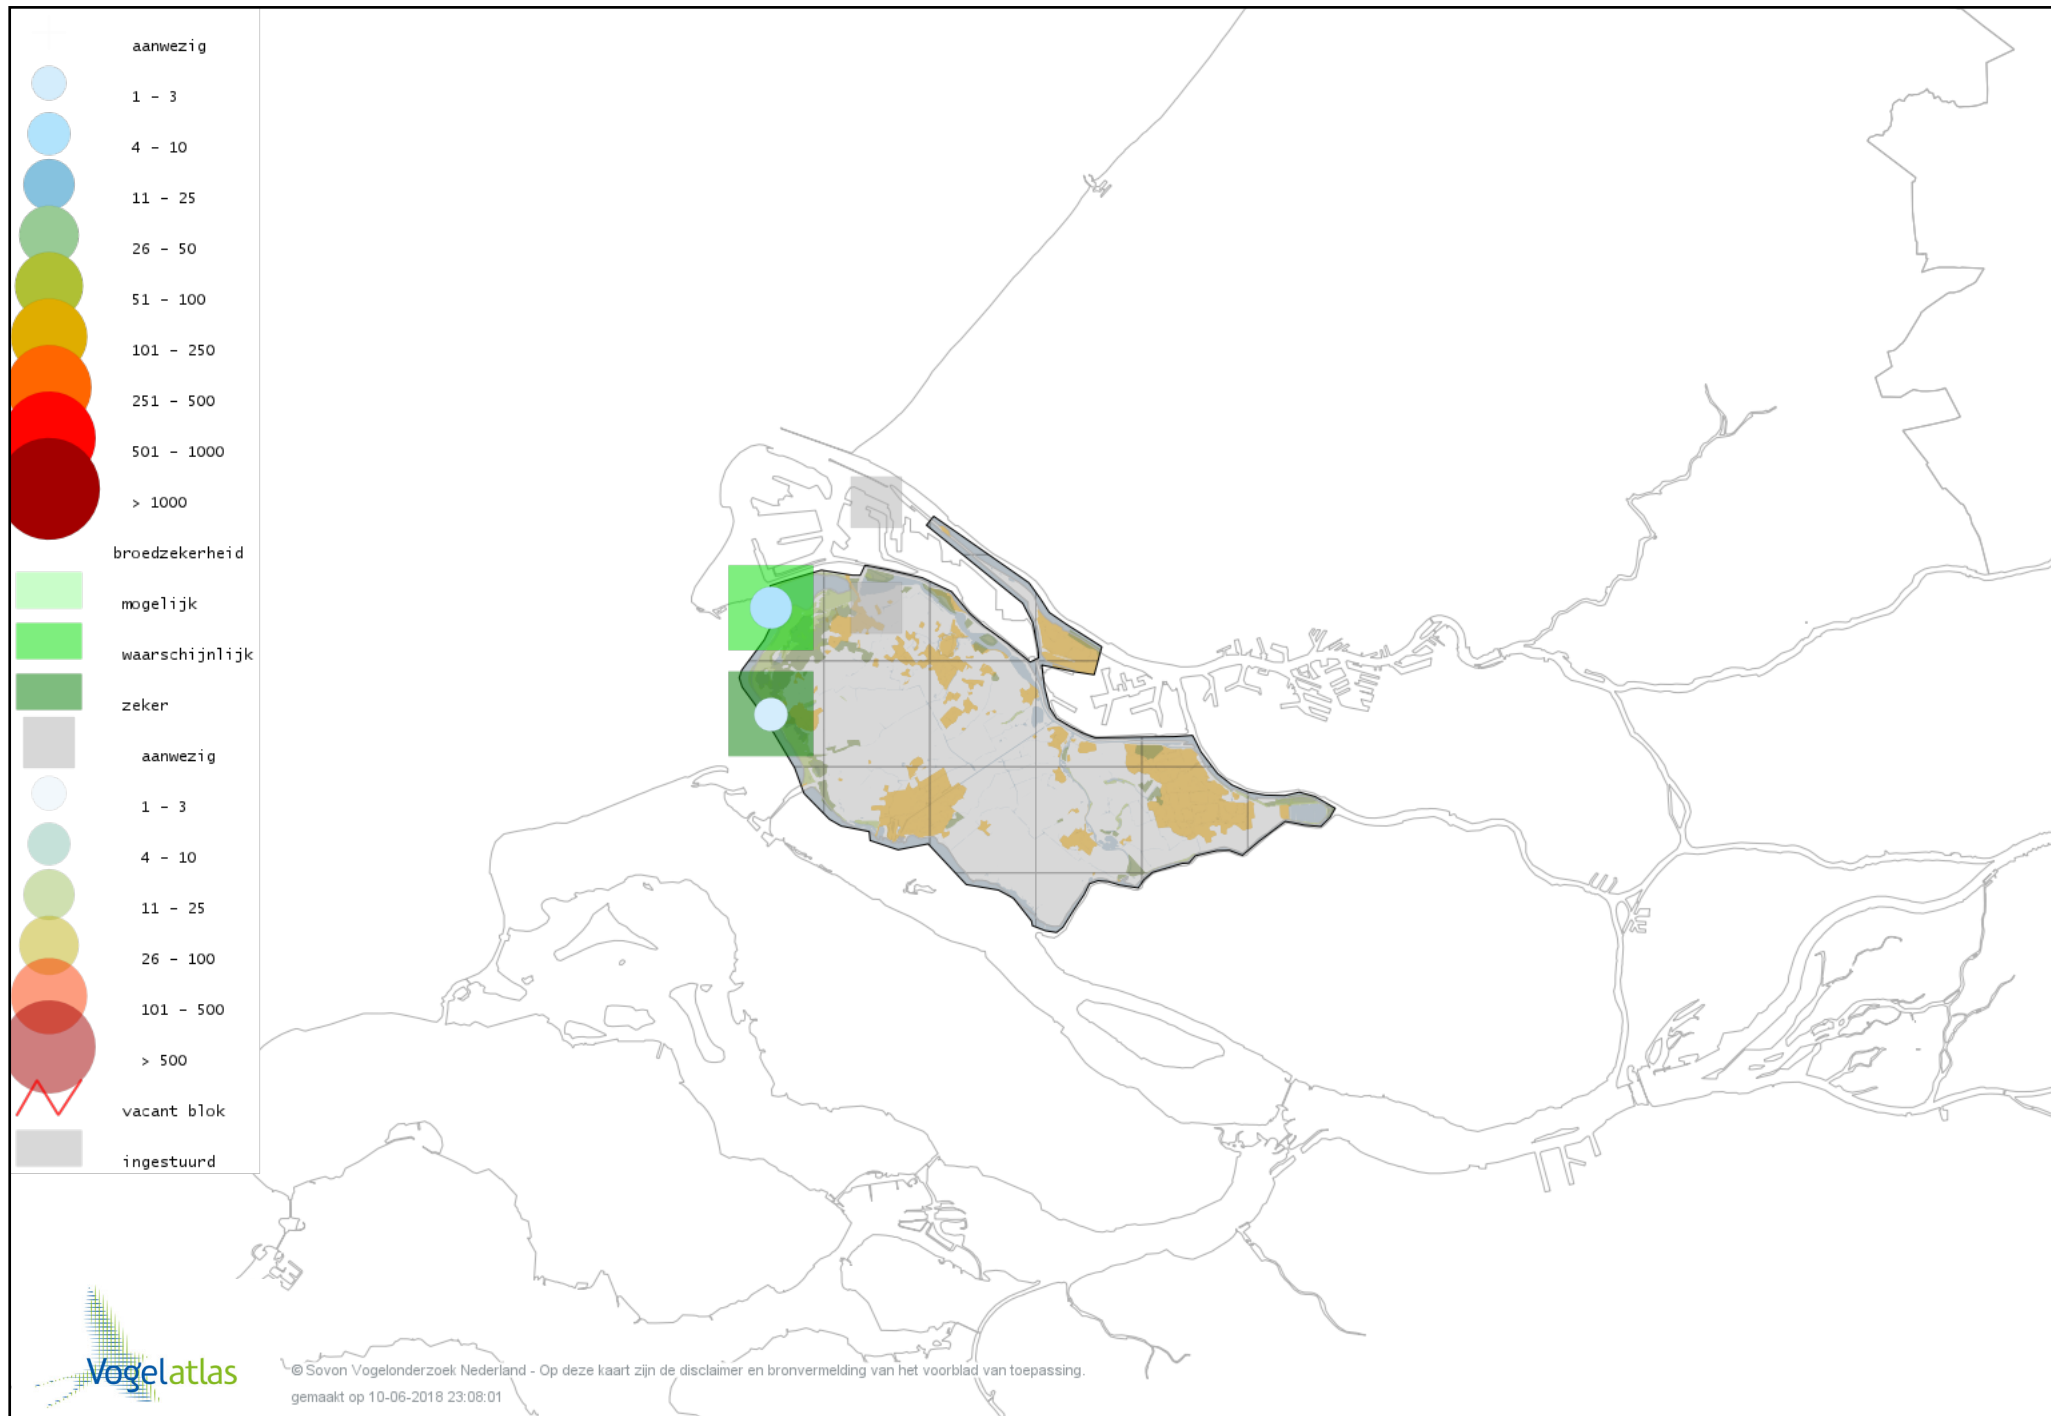 aanwezig
1 - 3
4 - 10
11 - 25
26 - 50
51 - 100
101 - 250
251 - 500
501 - 1000
> 1000
broedzekerheid
mogelijk
waarschijnlijk
zeker
aanwezig
1 - 3
4 - 10
11 - 25
26 - 100
101 - 500
> 500
vacant blok
ingestuurd
Vogelatlas
© Sovon Vogelonderzoek Nederland - Op deze kaart zijn de disclaimer en bronvermelding van het voorblad van toepassing.
gemaakt op 10-06-2018 23:08:01